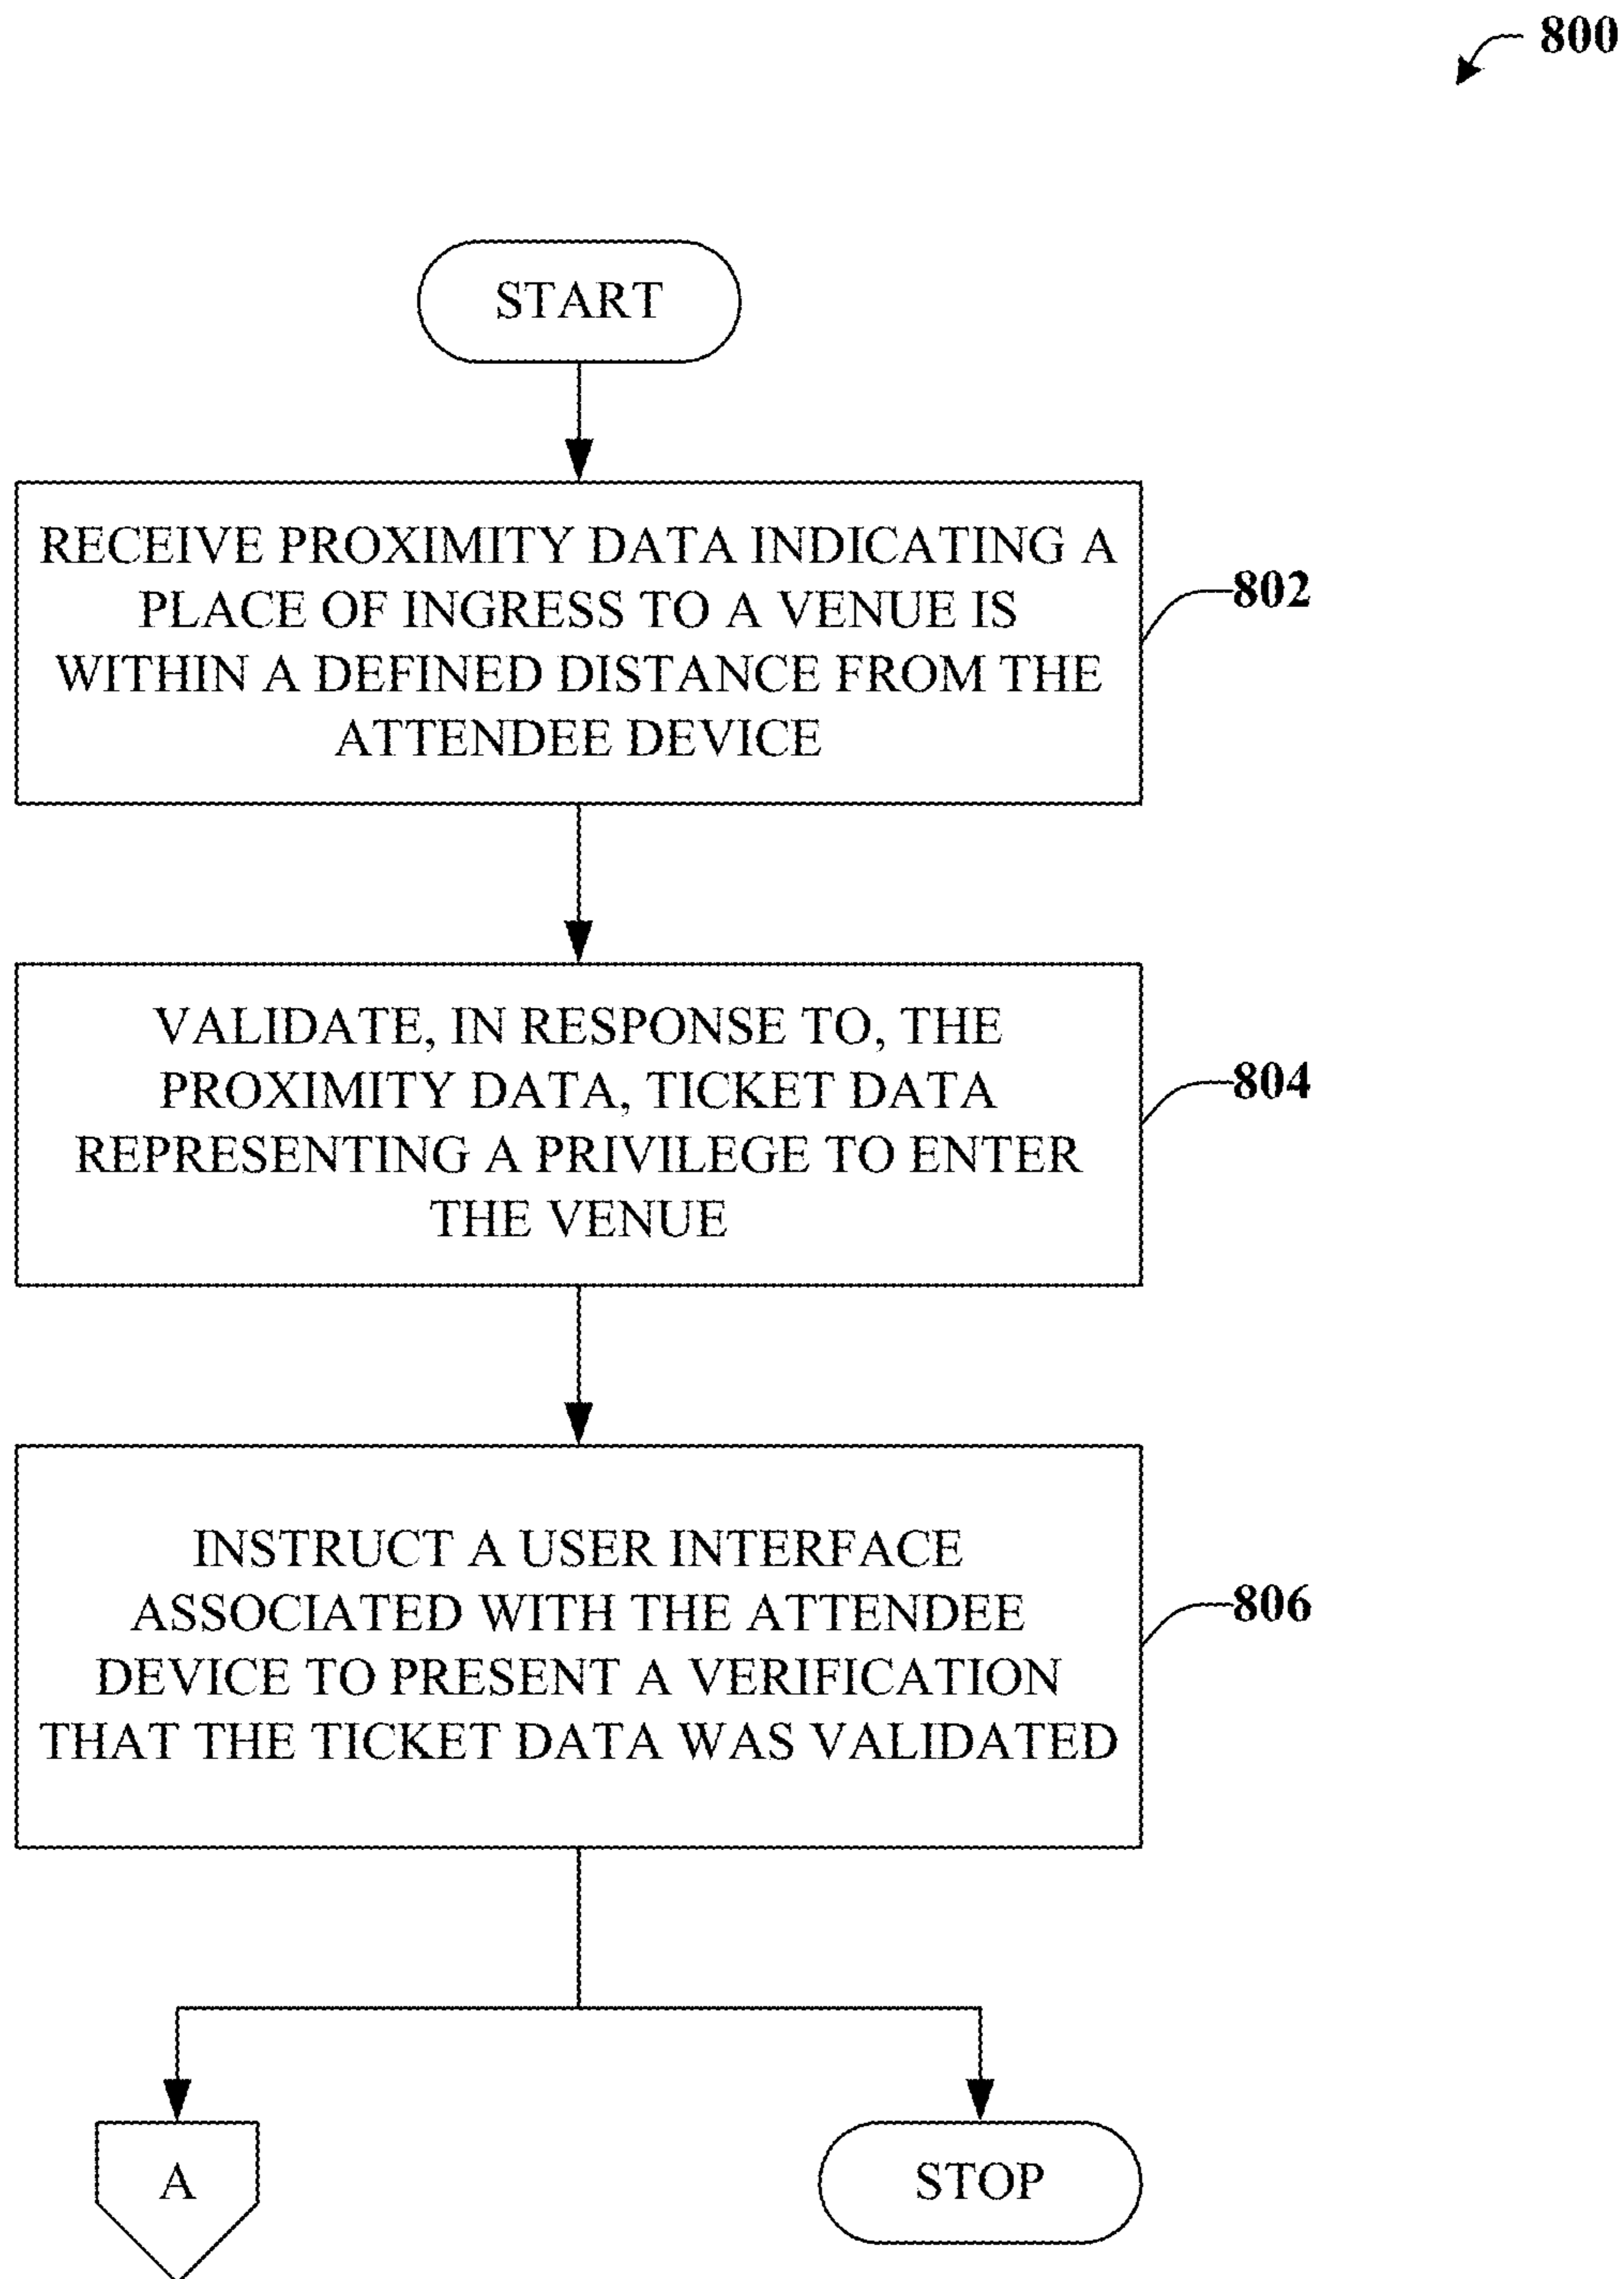 800
START
RECEIVE PROXIMITY DATA INDICATING A
PLACE OF INGRESS TO A VENUE IS
WITHIN A DEFINED DISTANCE FROM THE
ATTENDEE DEVICE
802
VALIDATE, IN RESPONSE TO, THE
PROXIMITY DATA, TICKET DATA
REPRESENTING A PRIVILEGE TO ENTER
THE VENUE
804
INSTRUCT A USER INTERFACE
ASSOCIATED WITH THE ATTENDEE
DEVICE TO PRESENT A VERIFICATION
THAT THE TICKET DATA WAS VALIDATED
806
A
STOP